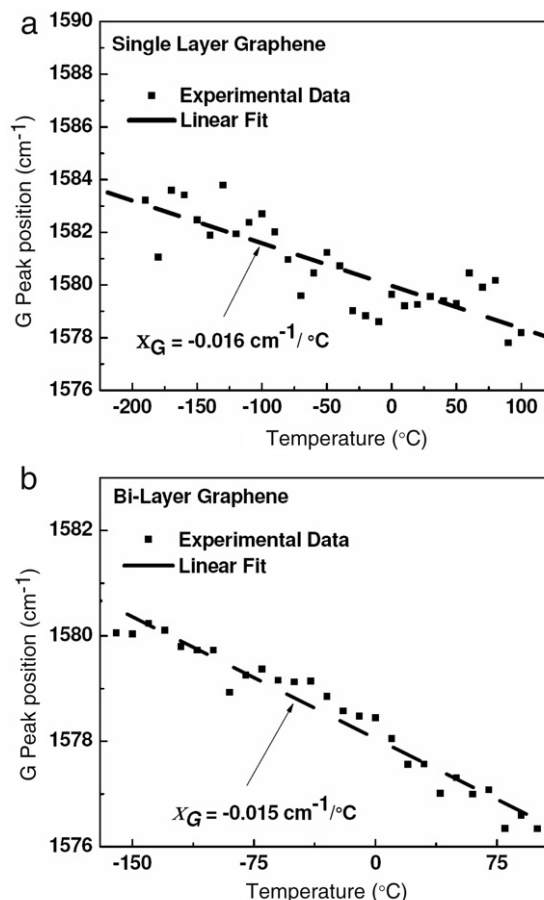 a
1590
Single Layer Graphene
1588
Experimental Data
Linear Fit
1586
1584
1582
1580
1578
1576
G Peak position (cm-1)
XG = -0.016 cm-1/ °C
-200 -150 -100 -50 0 50 100
Temperature (°C)
b
Bi-Layer Graphene
1582
Experimental Data
Linear Fit
1580
1578
1576
G Peak position (cm-1)
XG = -0.015 cm-1/°C
-150 -75 0 75
Temperature (°C)